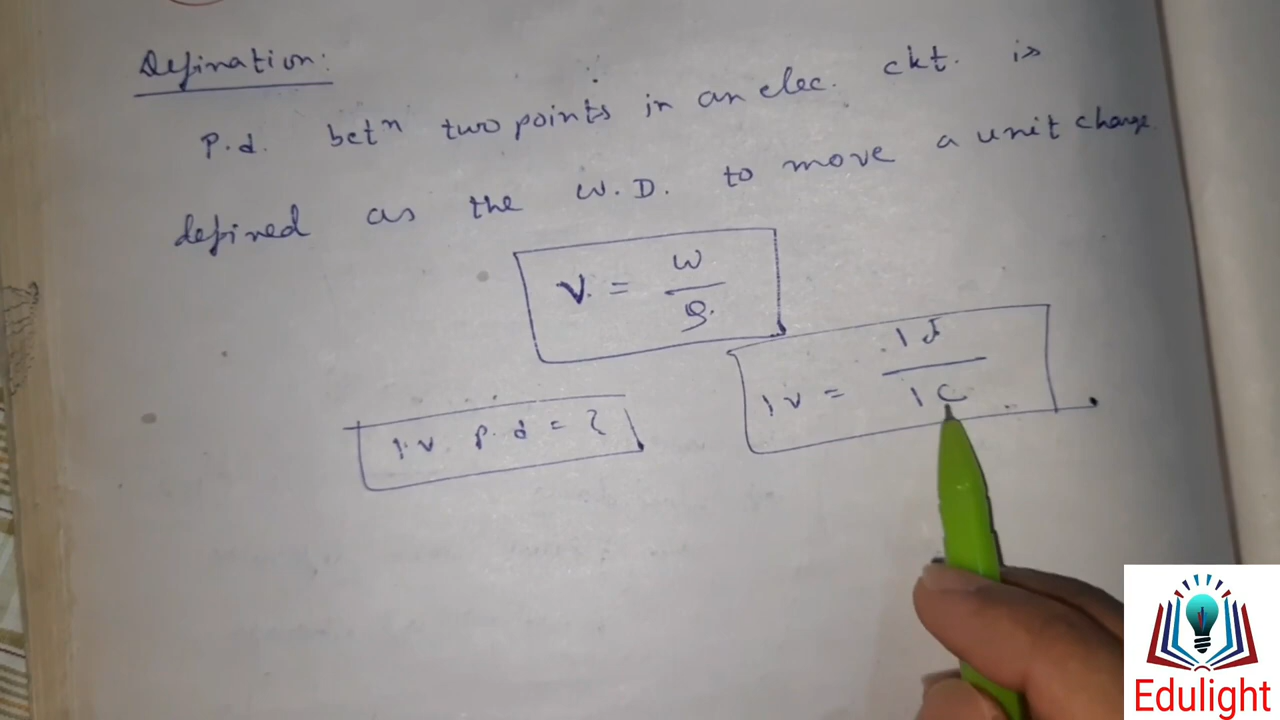 Defination:
P.d. betⁿ two points in an elec. ckt. is
defined as the W.D. to move a unit charge
V = W/Q
1V = 1J/1C
1V P.d = ?
Edulight